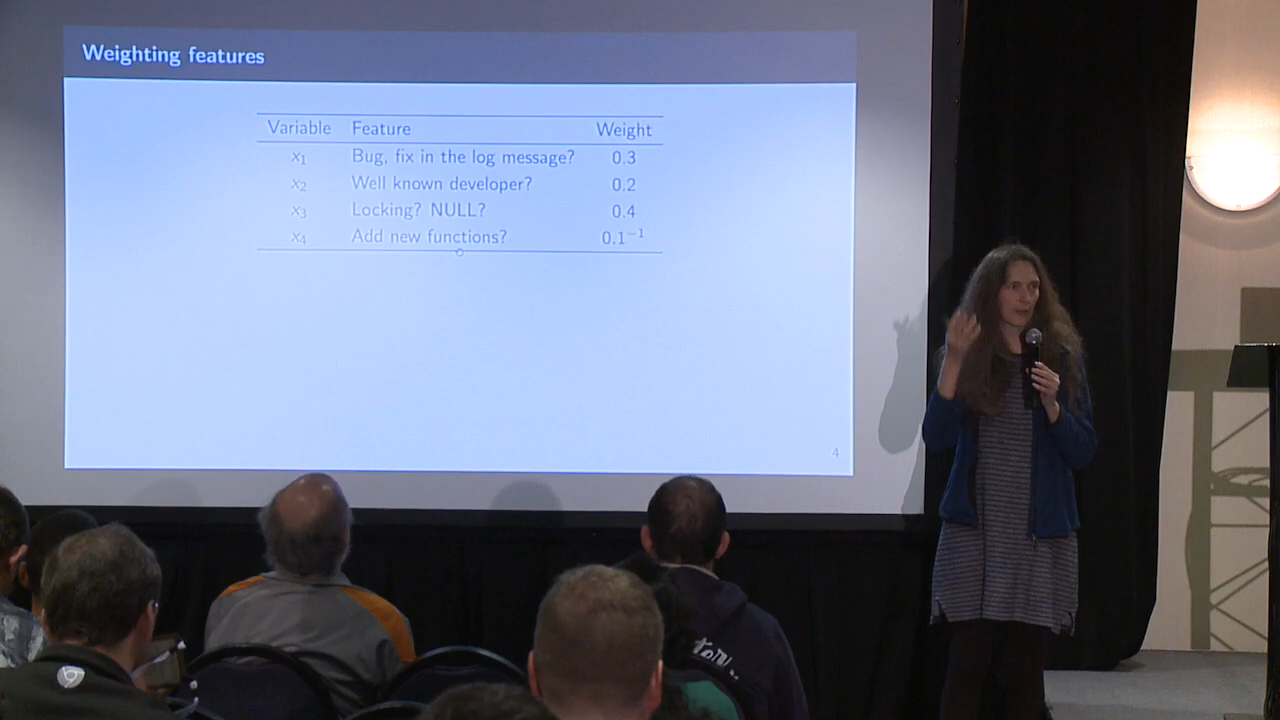 Weighting features
Variable Feature Weight
x₁ Bug, fix in the log message? 0.3
x₂ Well known developer? 0.2
x₃ Locking? NULL? 0.4
x₄ Add new functions? 0.1⁻¹
4